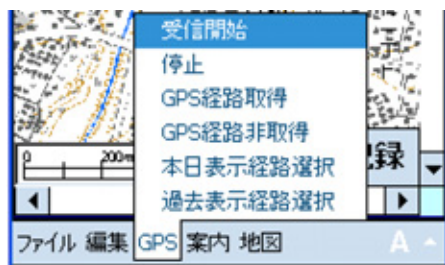 受信開始
停止
GPS経路取得
GPS経路非取得
本日表示経路選択
過去表示経路選択
録
0 200m
ファイル 編集 GPS 案内 地図 A